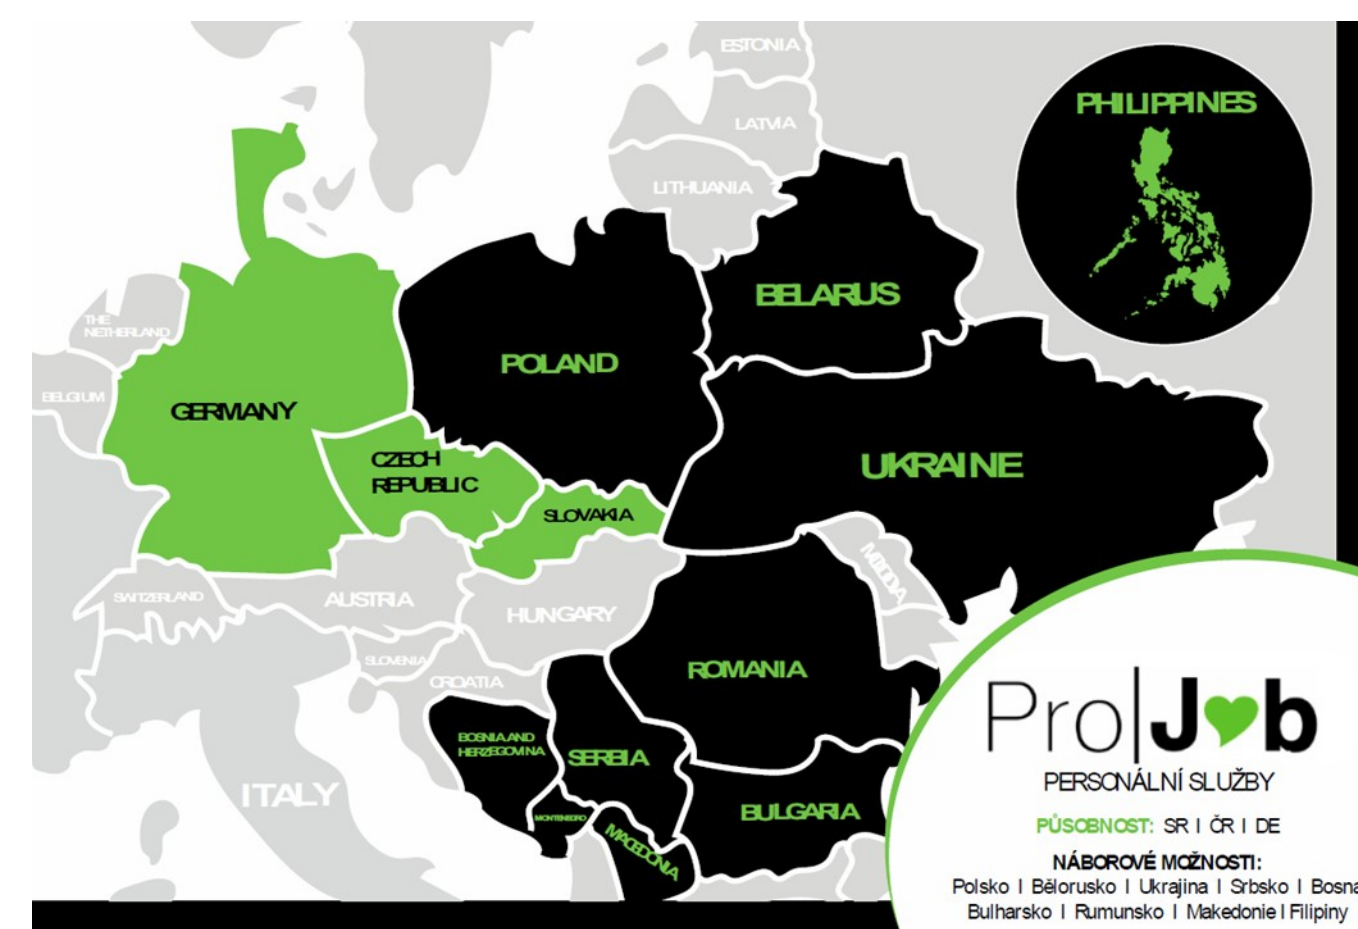 ESTONIA
PHILIPPINES
LATVIA
LITHUANIA
BELARUS
THE
NETHERLAND
POLAND
BELGIUM
GERMANY
CZECH
REPUBLIC
UKRAINE
SLOVAKIA
SWITZERLAND
AUSTRIA
HUNGARY
SLOVENIA
CROATIA
ROMANIA
BOSNIA AND
HERZEGOVINA
SERBIA
ITALY
MONTENEGRO
MACEDONIA
BULGARIA
Pro|Job
PERSONÁLNÍ SLUŽBY
PŮSOBNOST: SR I ČR I DE
NÁBOROVÉ MOŽNOSTI:
Polsko I Bělorusko I Ukrajina I Srbsko I Bosna
Bulharsko I Rumunsko I Makedonie I Filipiny